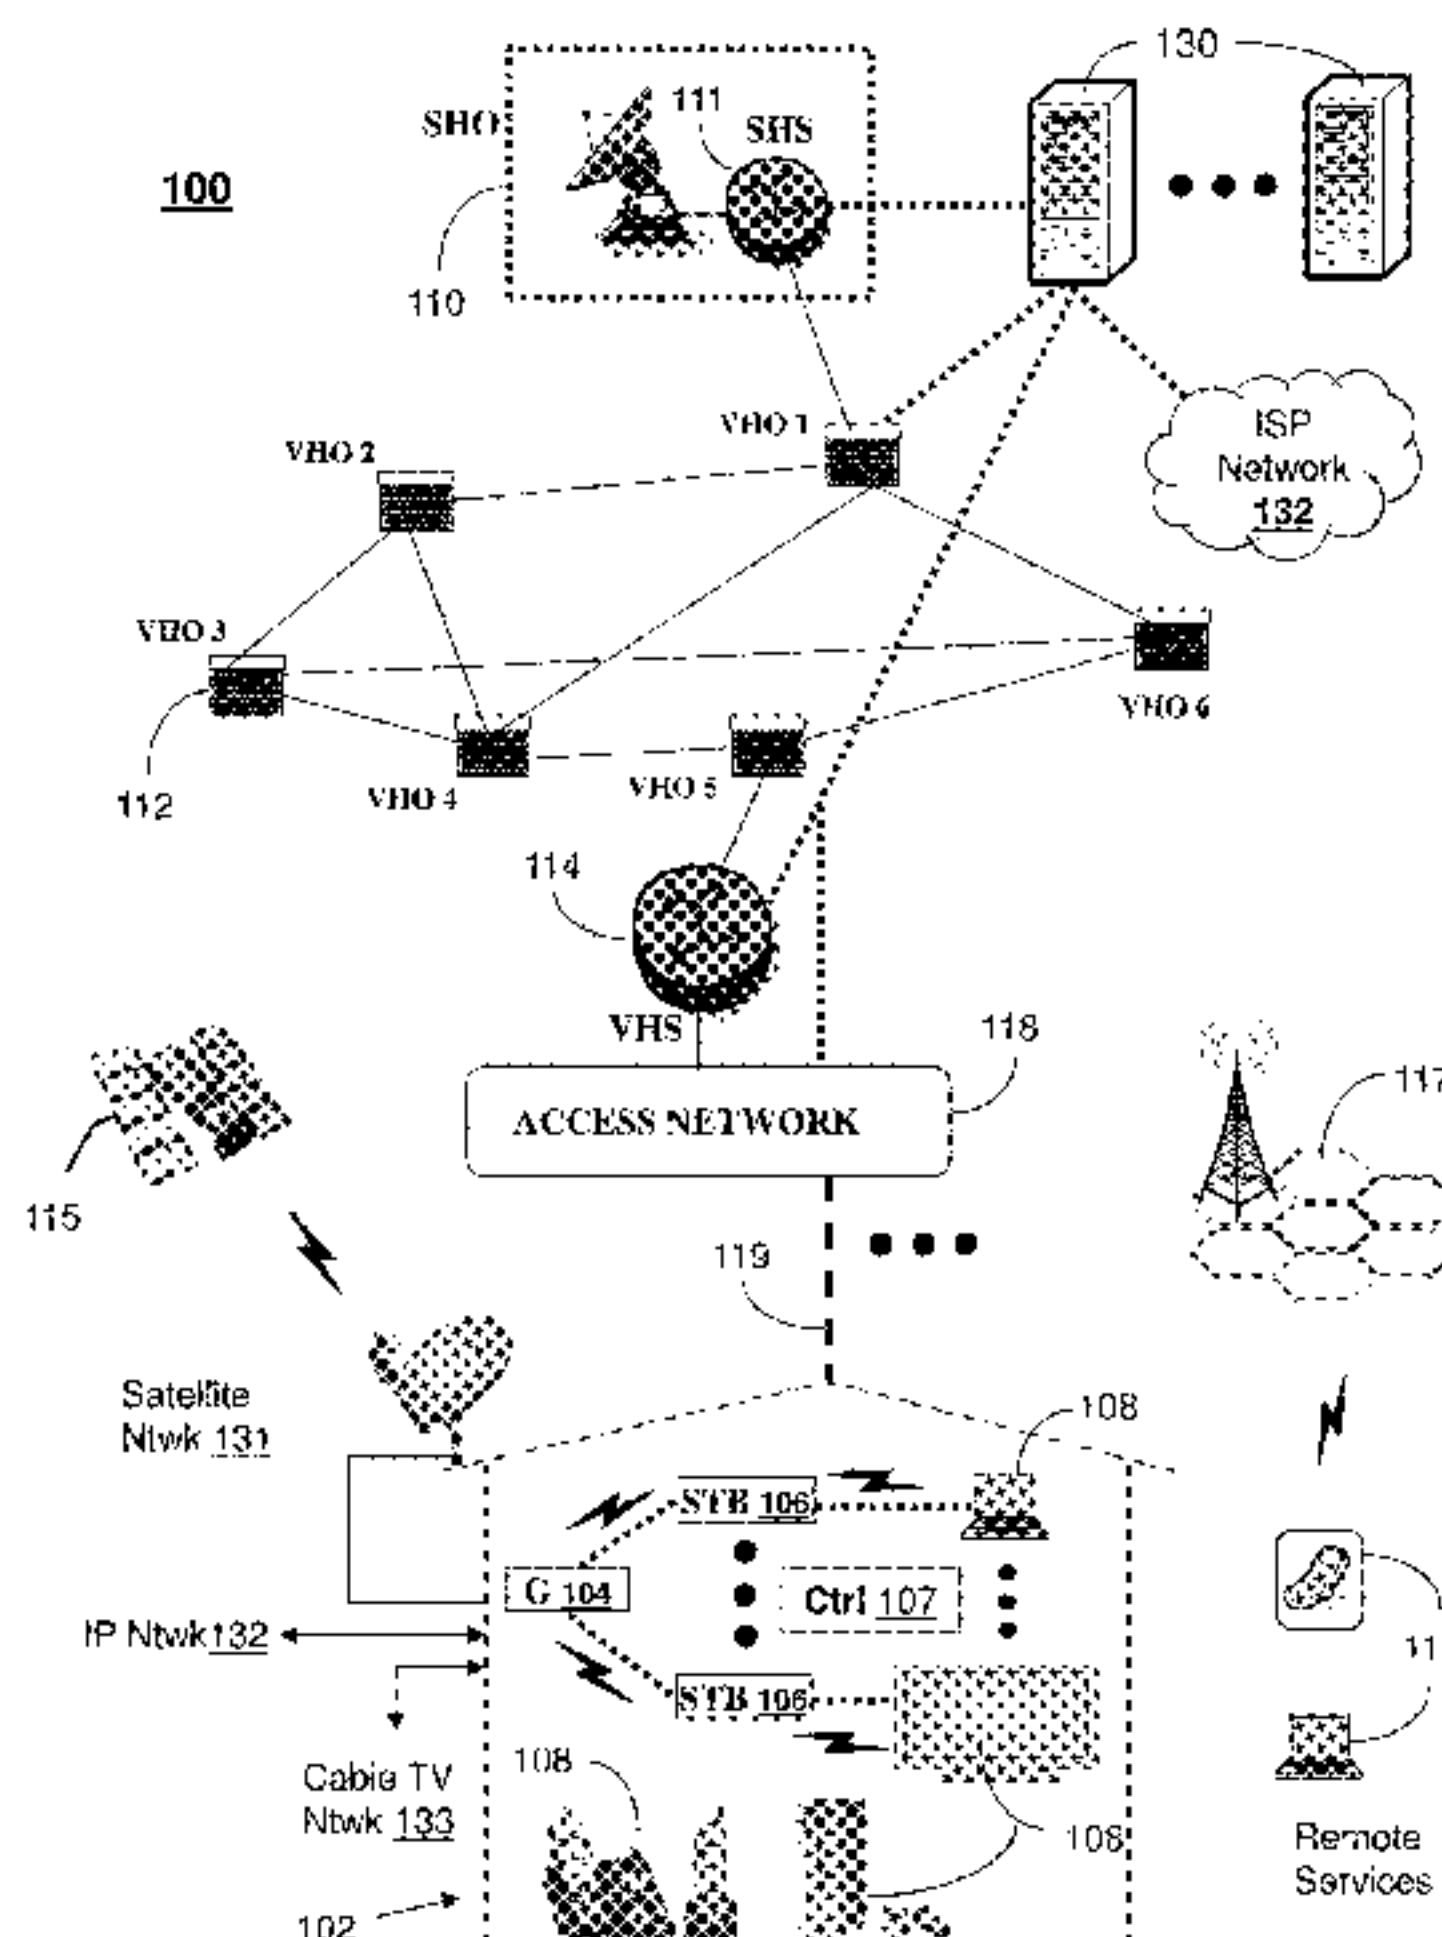 130
111
SHO
SHS
100
110
VHO 1
ISP
Network
132
VHO 2
VHO 3
VHO 6
112
VHO 4
VHO 5
114
VHS
118
117
ACCESS NETWORK
115
119
Satellite
Ntwk 131
108
STB 106
G 104
Ctrl 107
IP Ntwk 132
STB 106
108
Cable TV
Ntwk 133
108
Remote
Services
102